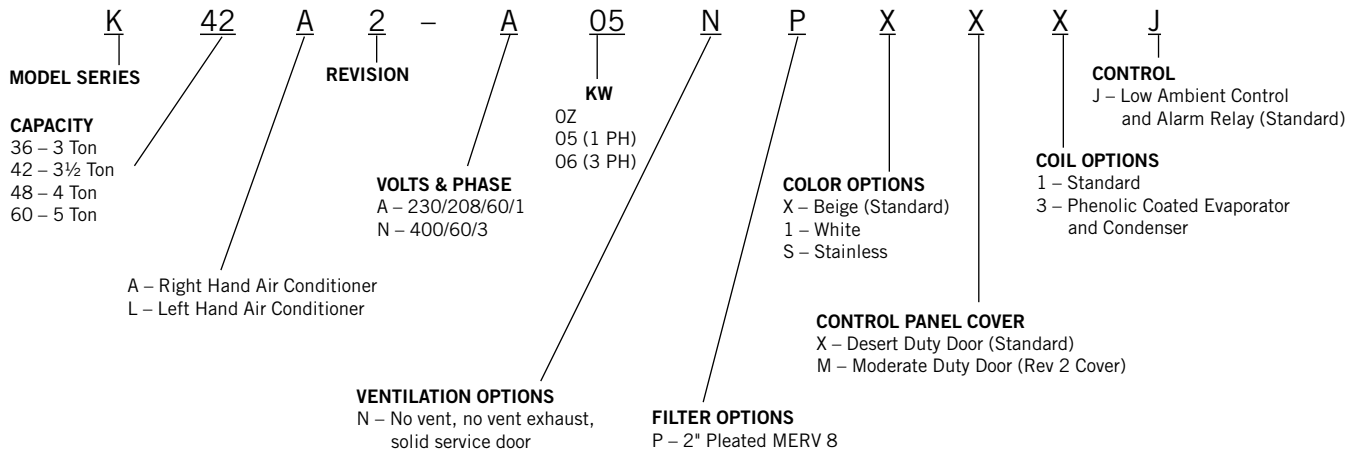 K 42 A 2 – A 05 N P X X X J
MODEL SERIES
CAPACITY
36 – 3 Ton
42 – 3½ Ton
48 – 4 Ton
60 – 5 Ton
A – Right Hand Air Conditioner
L – Left Hand Air Conditioner
REVISION
VOLTS & PHASE
A – 230/208/60/1
N – 400/60/3
KW
0Z
05 (1 PH)
06 (3 PH)
VENTILATION OPTIONS
N – No vent, no vent exhaust,
solid service door
FILTER OPTIONS
P – 2" Pleated MERV 8
COLOR OPTIONS
X – Beige (Standard)
1 – White
S – Stainless
CONTROL PANEL COVER
X – Desert Duty Door (Standard)
M – Moderate Duty Door (Rev 2 Cover)
COIL OPTIONS
1 – Standard
3 – Phenolic Coated Evaporator
and Condenser
CONTROL
J – Low Ambient Control
and Alarm Relay (Standard)